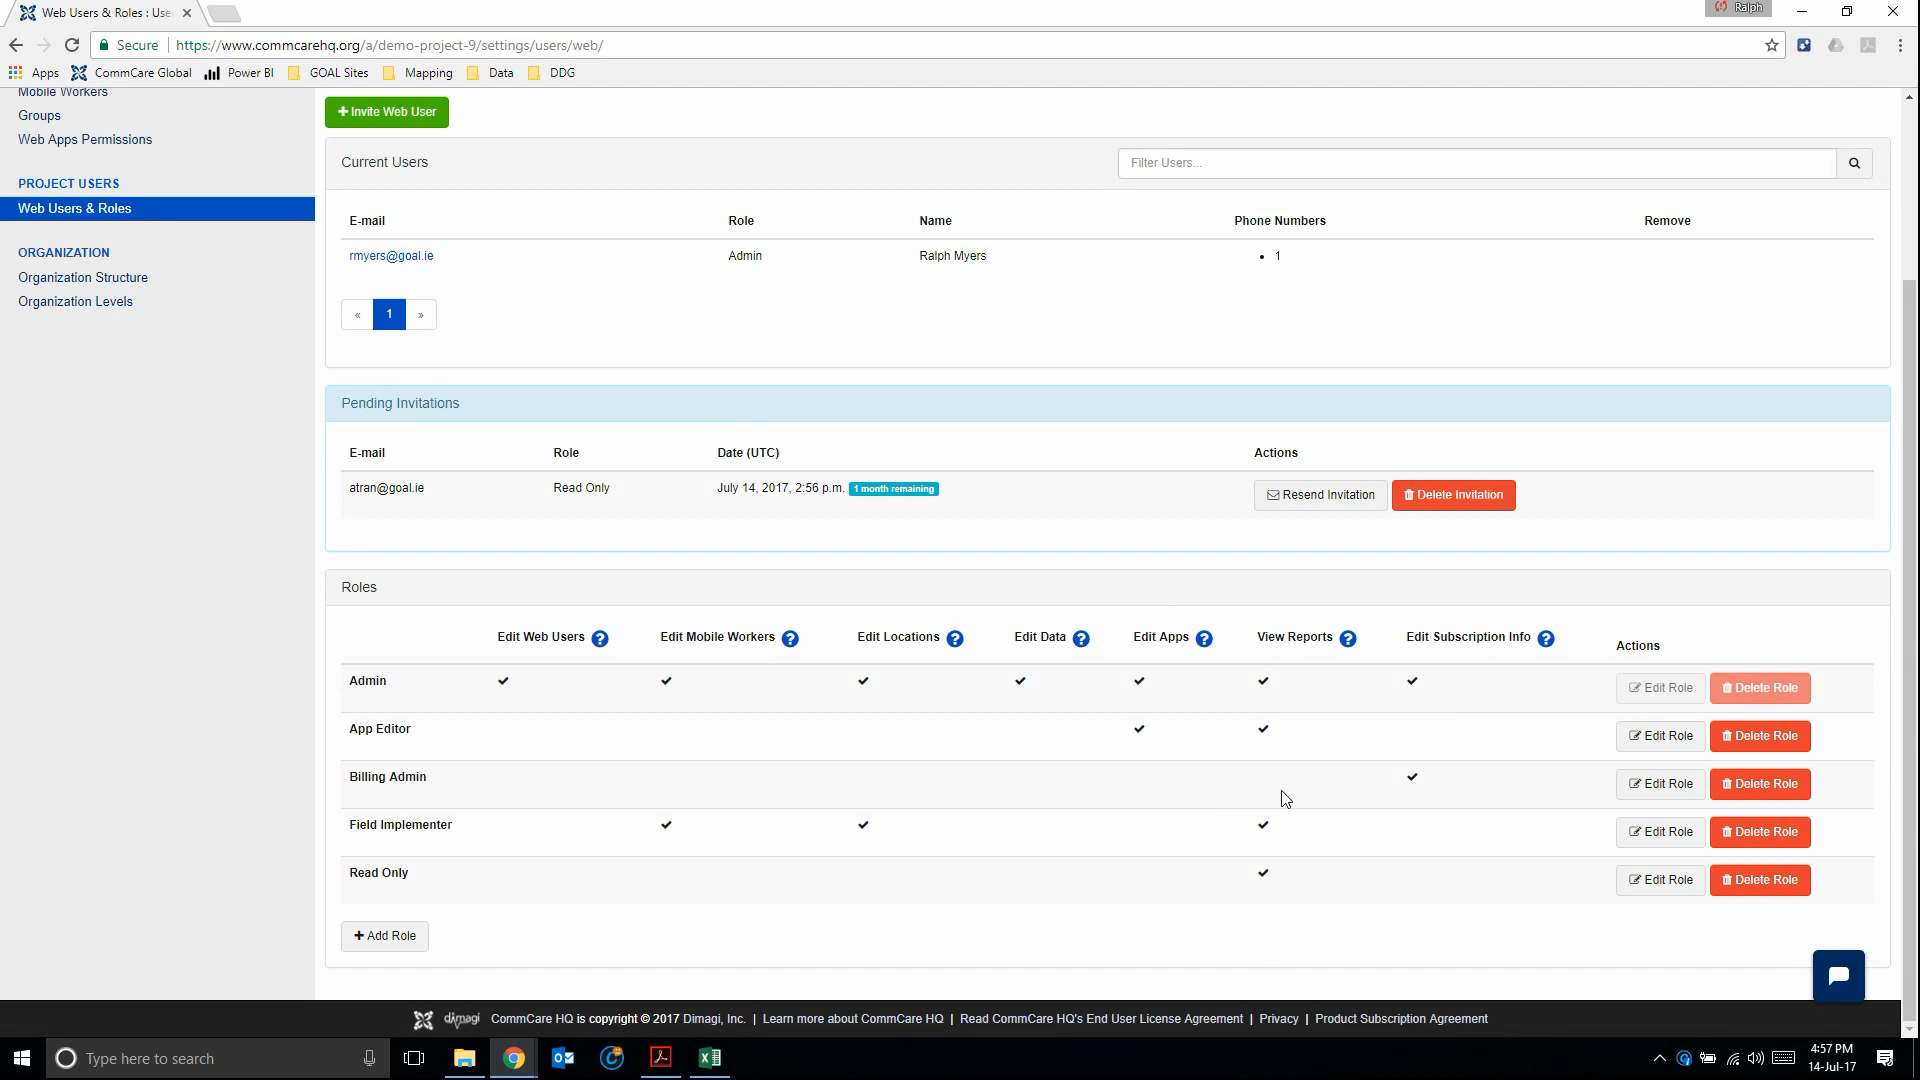 Web Users & Roles : Use
Ralph
Secure https://www.commcarehq.org/a/demo-project-9/settings/users/web/
Apps CommCare Global Power BI GOAL Sites Mapping Data DDG
Mobile Workers
Groups
Web Apps Permissions
PROJECT USERS
Web Users & Roles
ORGANIZATION
Organization Structure
Organization Levels
Invite Web User
Current Users Filter Users...
E-mail Role Name Phone Numbers Remove
rmyers@goal.ie Admin Ralph Myers • 1
« 1 »
Pending Invitations
E-mail Role Date (UTC) Actions
atran@goal.ie Read Only July 14, 2017, 2:56 p.m. 1 month remaining Resend Invitation Delete Invitation
Roles
Edit Web Users ? Edit Mobile Workers ? Edit Locations ? Edit Data ? Edit Apps ? View Reports ? Edit Subscription Info ? Actions
Admin ✔ ✔ ✔ ✔ ✔ ✔ ✔ Edit Role Delete Role
App Editor ✔ ✔ Edit Role Delete Role
Billing Admin ✔ Edit Role Delete Role
Field Implementer ✔ ✔ ✔ Edit Role Delete Role
Read Only ✔ Edit Role Delete Role
Add Role
dimagi CommCare HQ is copyright © 2017 Dimagi, Inc. | Learn more about CommCare HQ | Read CommCare HQ's End User License Agreement | Privacy | Product Subscription Agreement
Type here to search
4:57 PM
14-Jul-17